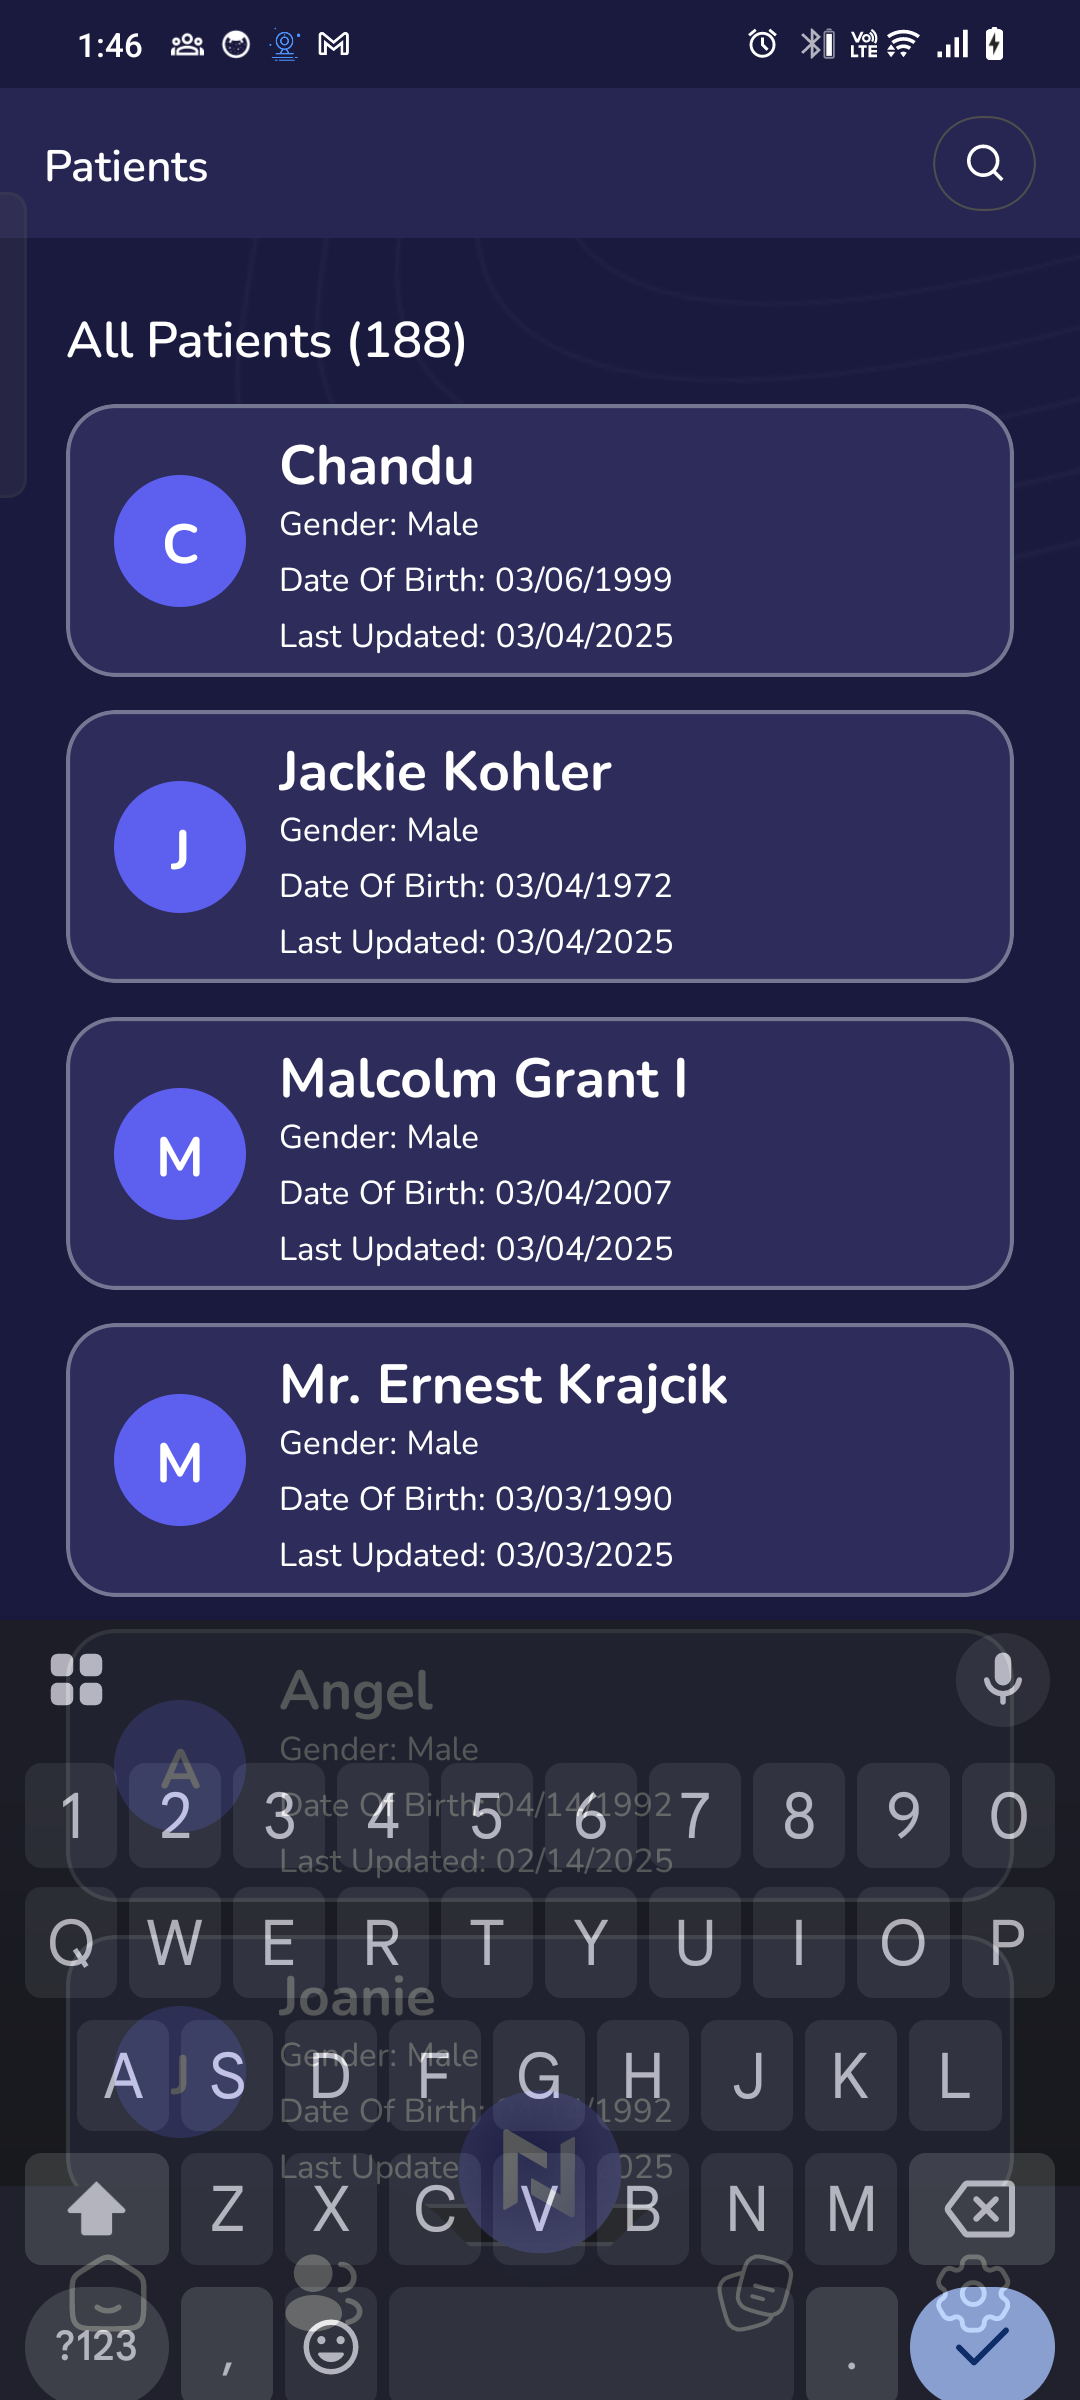 1:46
Vo) LTE
Patients
All Patients (188)
C
Chandu
Gender: Male
Date Of Birth: 03/06/1999
Last Updated: 03/04/2025
J
Jackie Kohler
Gender: Male
Date Of Birth: 03/04/1972
Last Updated: 03/04/2025
M
Malcolm Grant I
Gender: Male
Date Of Birth: 03/04/2007
Last Updated: 03/04/2025
M
Mr. Ernest Krajcik
Gender: Male
Date Of Birth: 03/03/1990
Last Updated: 03/03/2025
A
Angel
Gender: Male
Date Of Birth: 04/14/1992
Last Updated: 02/14/2025
1 2 3 4 5 6 7 8 9 0
Q W E R T Y U I O P
J
Joanie
Gender: Male
Date Of Birth: /1992
Last Update 025
A S D F G H J K L
Z X C V B N M
?123 , .